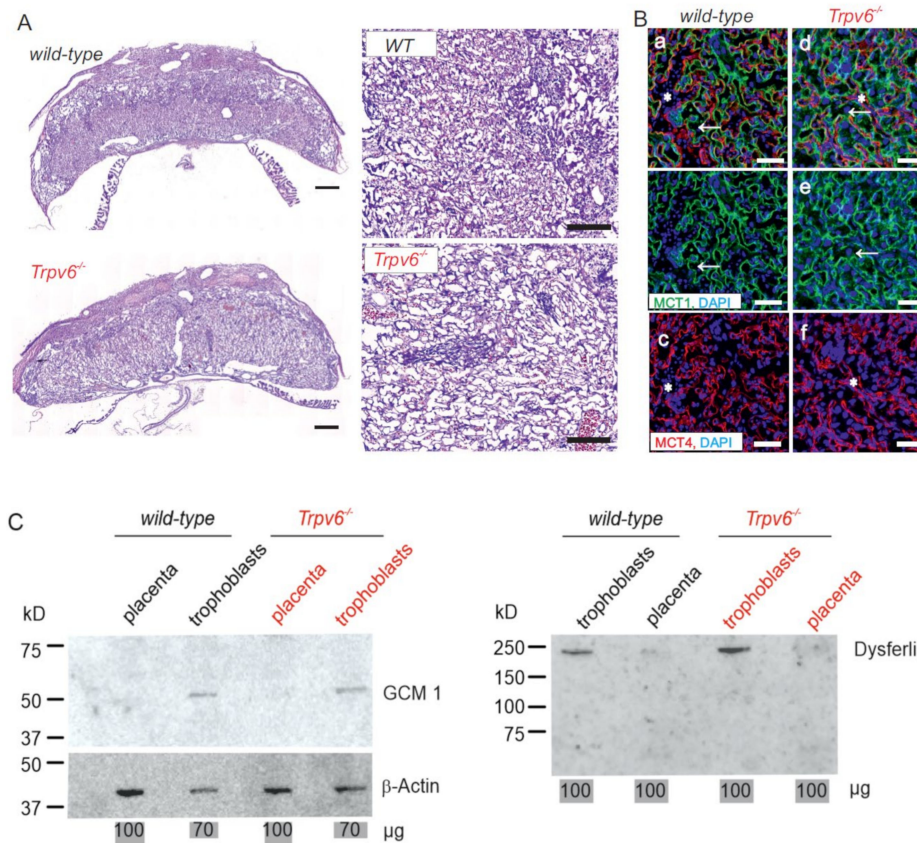 A
wild-type
WT
Trpv6-/-
Trpv6-/-
B
wild-type
Trpv6-/-
a
d
*
*
e
MCT1, DAPI
c
f
*
*
MCT4, DAPI
C
wild-type
Trpv6-/-
placenta
trophoblasts
placenta
trophoblasts
kD
75
50
37
GCM 1
50
37
β-Actin
100
70
100
70
µg
wild-type
Trpv6-/-
trophoblasts
placenta
trophoblasts
placenta
kD
250
150
100
75
Dysferli
100
100
100
100
µg